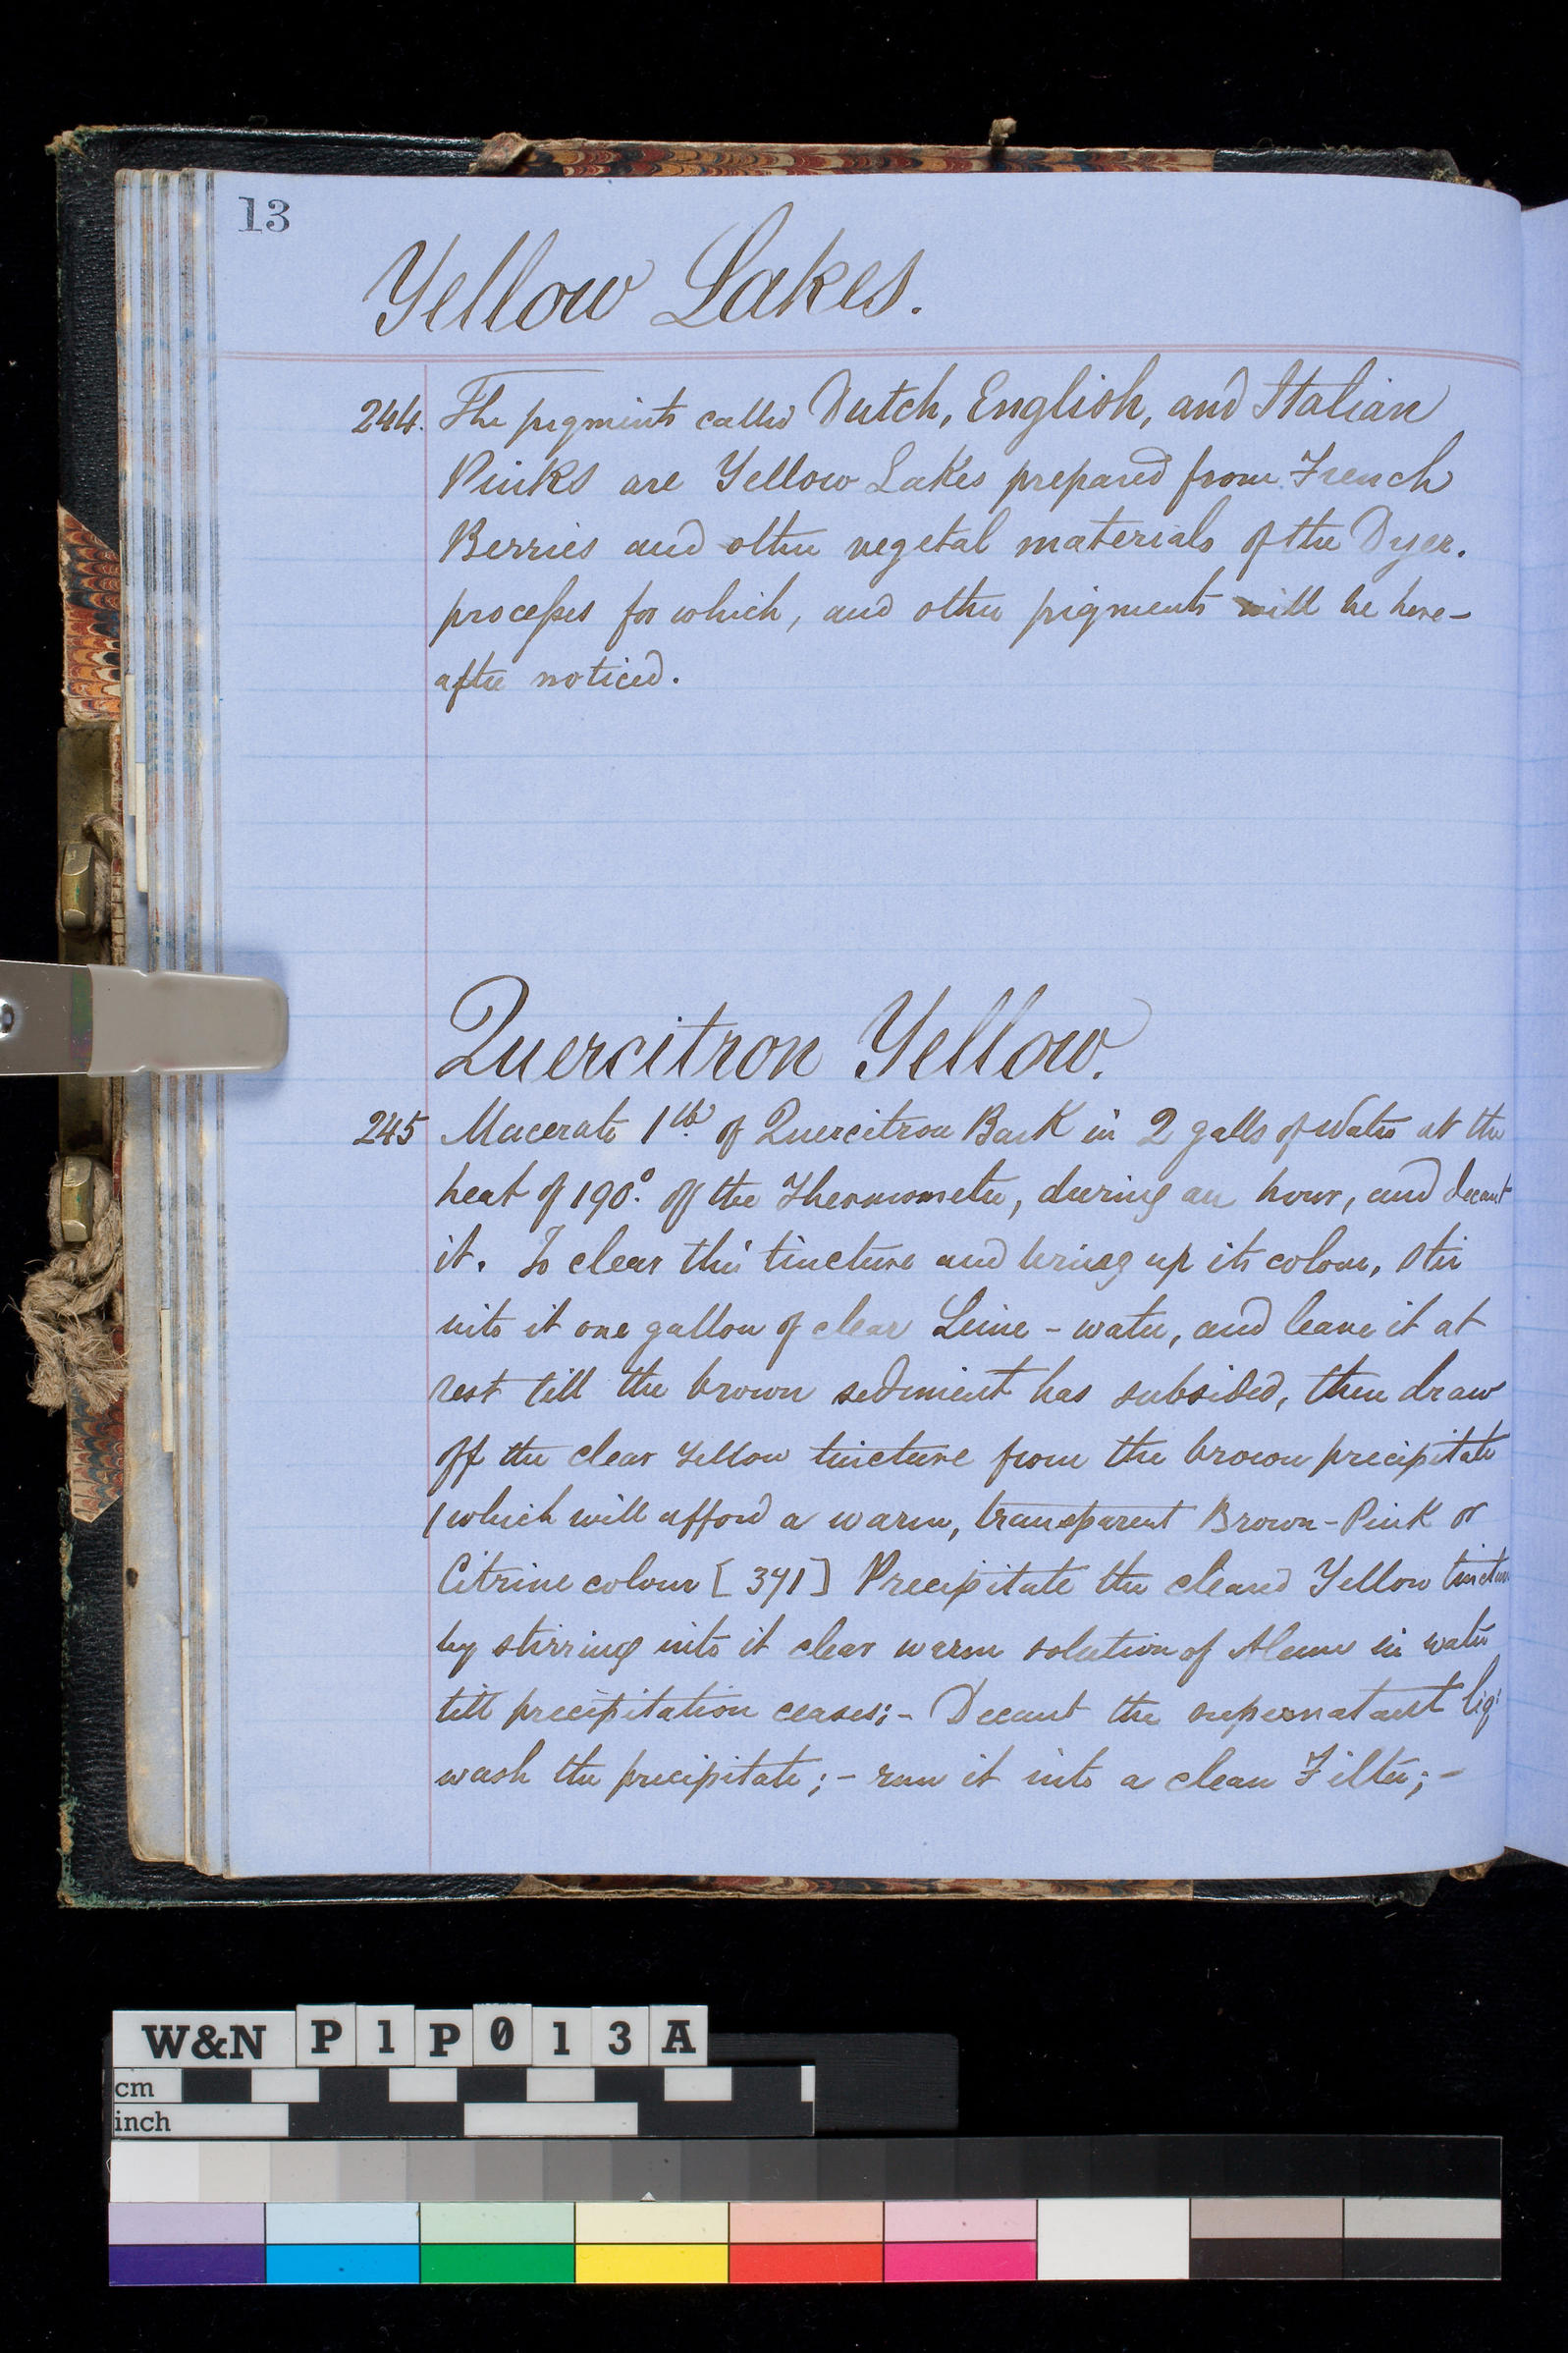 13
Yellow Lakes.
244. The pigments called Dutch, English, and Italian
Pinks are Yellow Lakes prepared from French
Berries and other vegetal materials of the Dyer.
processes for which, and other pigments will be here-
after noticed.
Quercitron Yellow.
245 Macerate 1 lb. of Quercitron Bark in 2 galls of Water at the
heat of 190°. of the Thermometer, during an hour, and decant
it. To clear this tincture and bring up its colour, stir
into it one gallon of clear Lime-water, and leave it at
rest till the brown sediment has subsided, then draw
off the clear yellow tincture from the brown precipitate
(which will afford a warm, transparent Brown-Pink or
Citrine colour [371] Precipitate the cleared Yellow tincture
by stirring into it clear warm solution of Alum in water
till precipitation ceases;- Decant the supernatant liq:
wash the precipitate;- run it into a clean Filter;-
W&N P1P013A
cm
inch